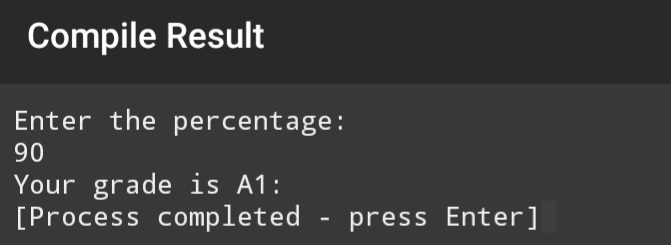 Compile Result
Enter the percentage:
90
Your grade is A1:
[Process completed - press Enter]